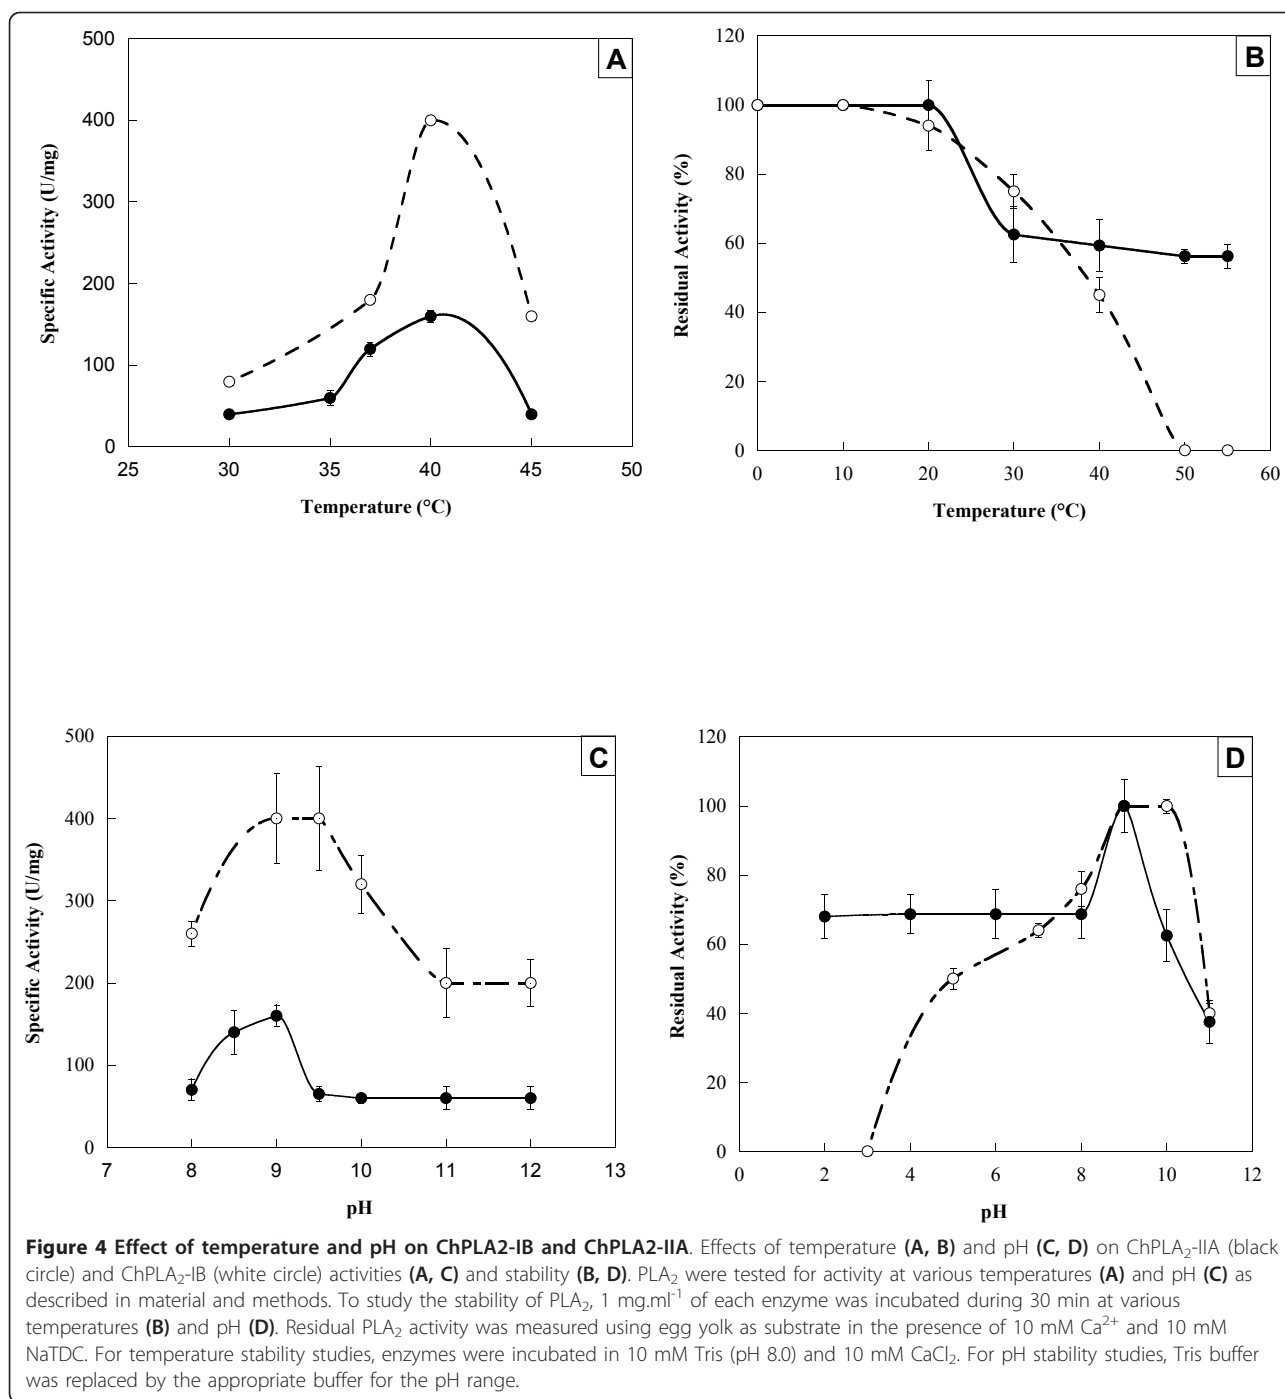 500
400
300
200
100
0
25
30
35
40
45
50
Specific Activity (U/mg)
Temperature (°C)
A
120
100
80
60
40
20
0
0
10
20
30
40
50
60
Residual Activity (%)
Temperature (°C)
B
500
400
300
200
100
0
7
8
9
10
11
12
13
Specific Activity (U/mg)
pH
C
120
100
80
60
40
20
0
0
2
4
6
8
10
12
Residual Activity (%)
pH
D
Figure 4 Effect of temperature and pH on ChPLA2-IB and ChPLA2-IIA. Effects of temperature (A, B) and pH (C, D) on ChPLA₂-IIA (black
circle) and ChPLA₂-IB (white circle) activities (A, C) and stability (B, D). PLA₂ were tested for activity at various temperatures (A) and pH (C) as
described in material and methods. To study the stability of PLA₂, 1 mg.ml⁻¹ of each enzyme was incubated during 30 min at various
temperatures (B) and pH (D). Residual PLA₂ activity was measured using egg yolk as substrate in the presence of 10 mM Ca²⁺ and 10 mM
NaTDC. For temperature stability studies, enzymes were incubated in 10 mM Tris (pH 8.0) and 10 mM CaCl₂. For pH stability studies, Tris buffer
was replaced by the appropriate buffer for the pH range.